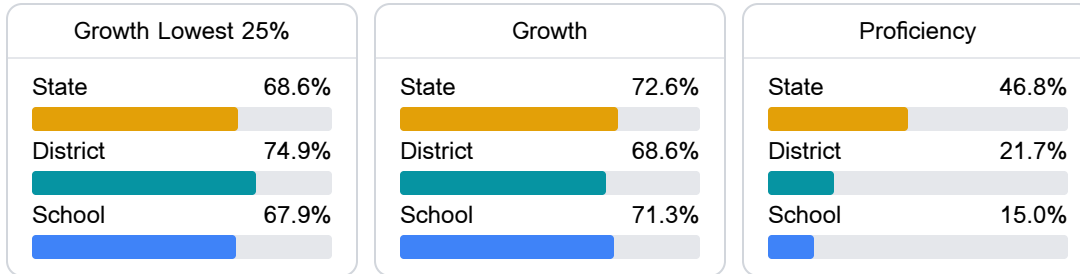 Growth Lowest 25%
State 68.6%
District 74.9%
School 67.9%
Growth
State 72.6%
District 68.6%
School 71.3%
Proficiency
State 46.8%
District 21.7%
School 15.0%